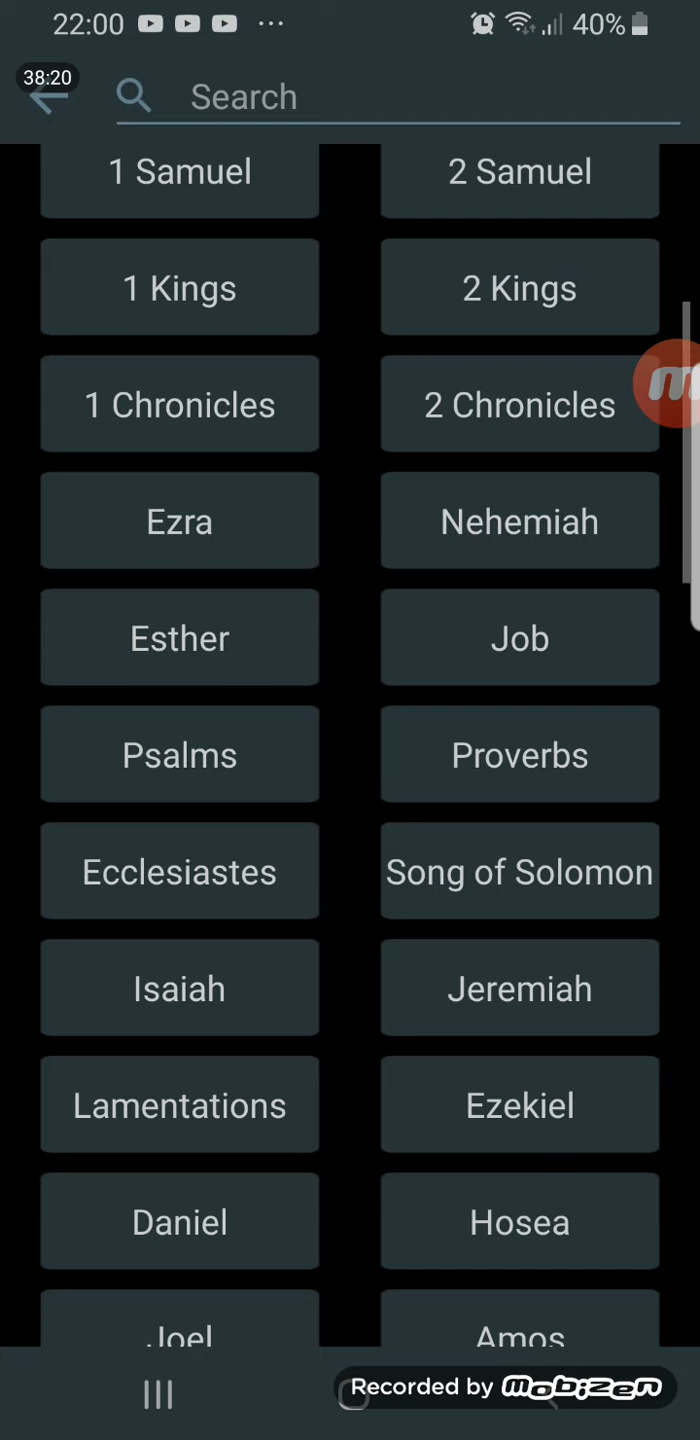 22:00 ... 40%
38:20
Search
1 Samuel 2 Samuel
1 Kings 2 Kings
1 Chronicles 2 Chronicles
Ezra Nehemiah
Esther Job
Psalms Proverbs
Ecclesiastes Song of Solomon
Isaiah Jeremiah
Lamentations Ezekiel
Daniel Hosea
Joel Amos
Recorded by mobizen